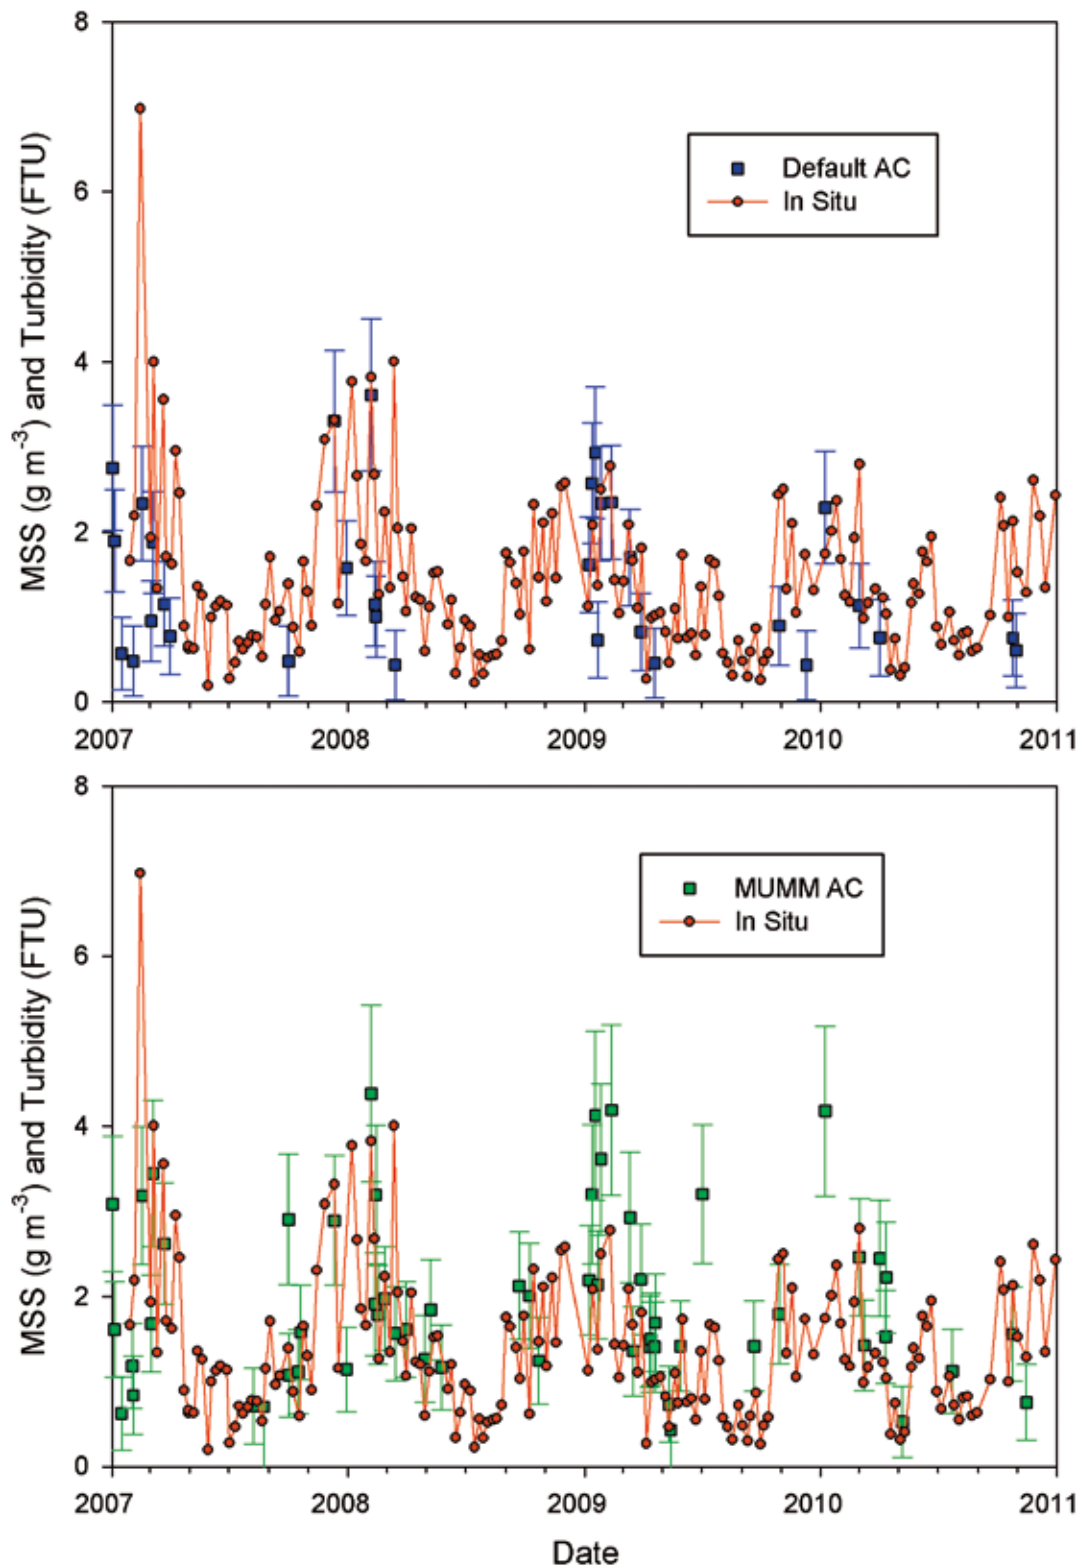 8
6
4
2
0
MSS (g m-3) and Turbidity (FTU)
Default AC
In Situ
2007 2008 2009 2010 2011
8
6
4
2
0
MSS (g m-3) and Turbidity (FTU)
MUMM AC
In Situ
2007 2008 2009 2010 2011
Date